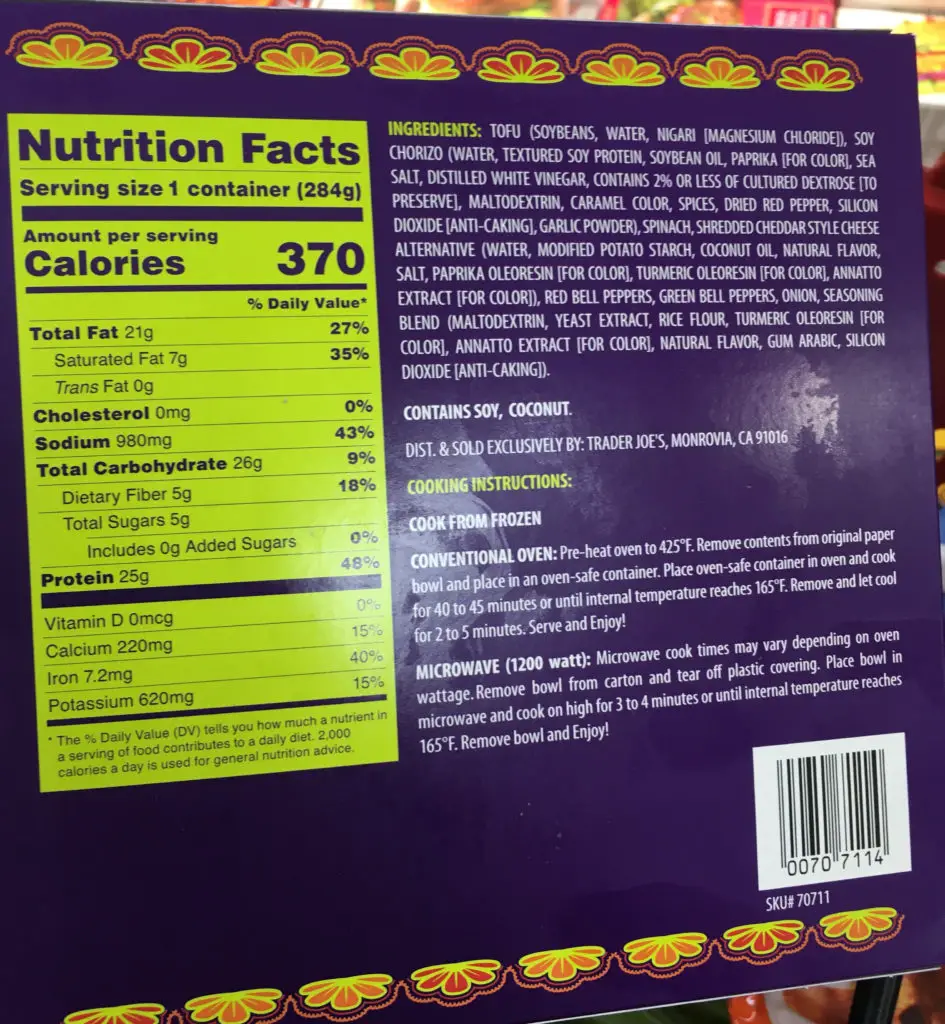 Nutrition Facts
Serving size 1 container (284g)
Amount per serving
Calories 370
% Daily Value*
Total Fat 21g 27%
Saturated Fat 7g 35%
Trans Fat 0g
Cholesterol 0mg 0%
Sodium 980mg 43%
Total Carbohydrate 26g 9%
Dietary Fiber 5g 18%
Total Sugars 5g
Includes 0g Added Sugars 0%
Protein 25g 48%
Vitamin D 0mcg 0%
Calcium 220mg 15%
Iron 7.2mg 40%
Potassium 620mg 15%
* The % Daily Value (DV) tells you how much a nutrient in
a serving of food contributes to a daily diet. 2,000
calories a day is used for general nutrition advice.
INGREDIENTS: TOFU (SOYBEANS, WATER, NIGARI [MAGNESIUM CHLORIDE]), SOY
CHORIZO (WATER, TEXTURED SOY PROTEIN, SOYBEAN OIL, PAPRIKA [FOR COLOR], SEA
SALT, DISTILLED WHITE VINEGAR, CONTAINS 2% OR LESS OF CULTURED DEXTROSE [TO
PRESERVE], MALTODEXTRIN, CARAMEL COLOR, SPICES, DRIED RED PEPPER, SILICON
DIOXIDE [ANTI-CAKING], GARLIC POWDER), SPINACH, SHREDDED CHEDDAR STYLE CHEESE
ALTERNATIVE (WATER, MODIFIED POTATO STARCH, COCONUT OIL, NATURAL FLAVOR,
SALT, PAPRIKA OLEORESIN [FOR COLOR], TURMERIC OLEORESIN [FOR COLOR], ANNATTO
EXTRACT [FOR COLOR]), RED BELL PEPPERS, GREEN BELL PEPPERS, ONION, SEASONING
BLEND (MALTODEXTRIN, YEAST EXTRACT, RICE FLOUR, TURMERIC OLEORESIN [FOR
COLOR], ANNATTO EXTRACT [FOR COLOR], NATURAL FLAVOR, GUM ARABIC, SILICON
DIOXIDE [ANTI-CAKING]).
CONTAINS SOY, COCONUT.
DIST. & SOLD EXCLUSIVELY BY: TRADER JOE'S, MONROVIA, CA 91016
COOKING INSTRUCTIONS:
COOK FROM FROZEN
CONVENTIONAL OVEN: Pre-heat oven to 425°F. Remove contents from original paper
bowl and place in an oven-safe container. Place oven-safe container in oven and cook
for 40 to 45 minutes or until internal temperature reaches 165°F. Remove and let cool
for 2 to 5 minutes. Serve and Enjoy!
MICROWAVE (1200 watt): Microwave cook times may vary depending on oven
wattage. Remove bowl from carton and tear off plastic covering. Place bowl in
microwave and cook on high for 3 to 4 minutes or until internal temperature reaches
165°F. Remove bowl and Enjoy!
0070 7114
SKU# 70711